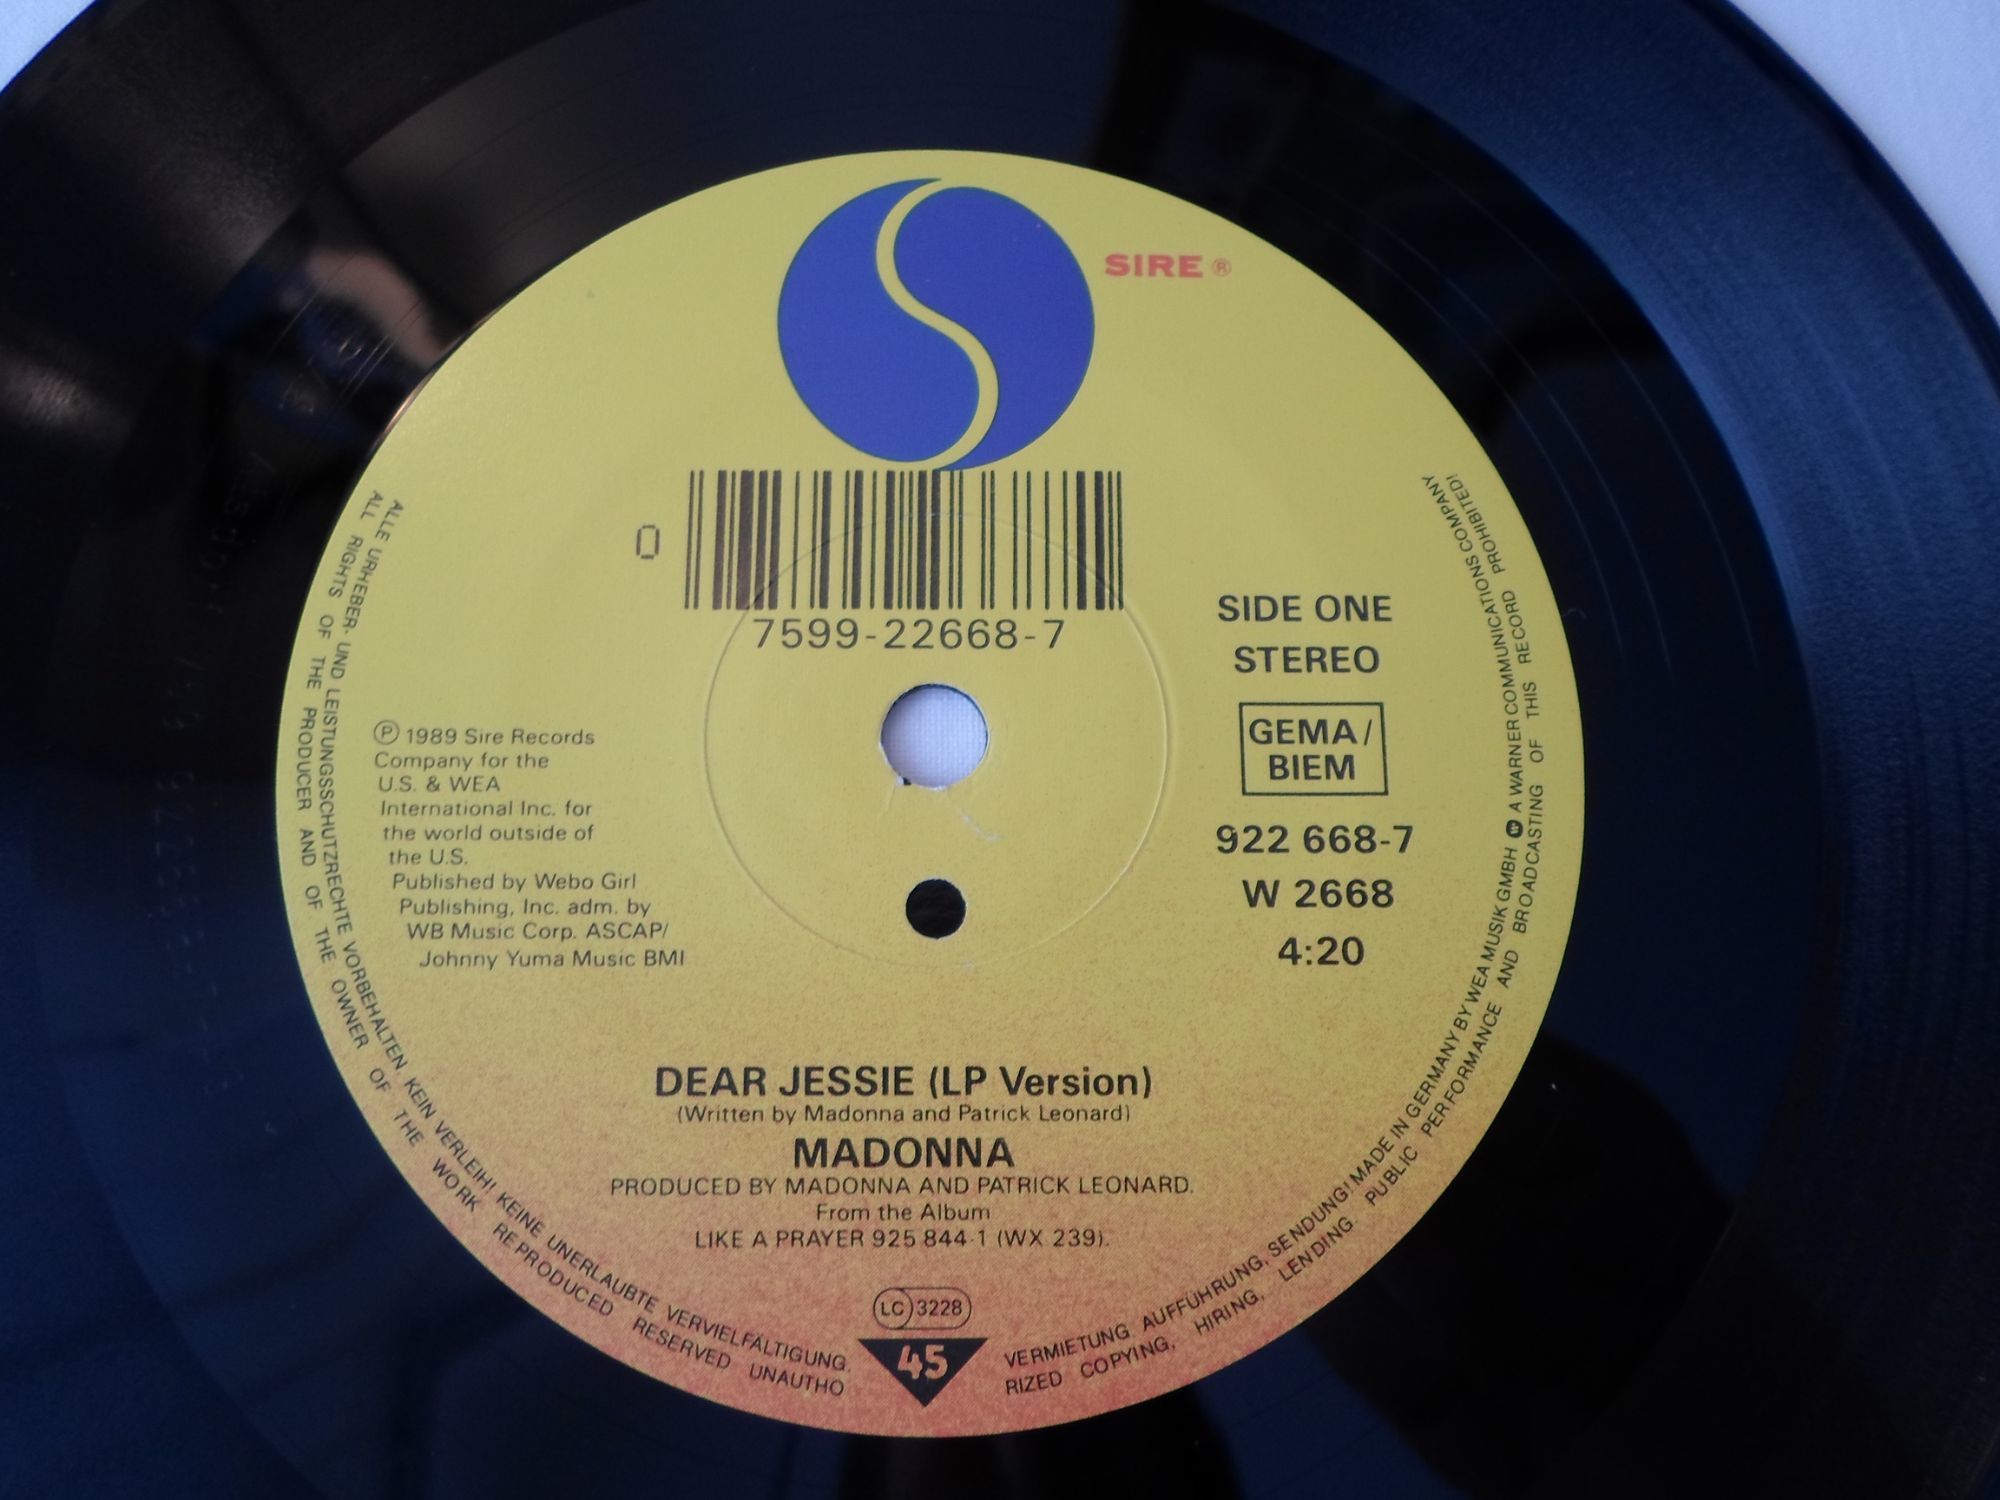 SIRE ®
0
7599-22668-7
SIDE ONE
STEREO
GEMA/
BIEM
922 668-7
W 2668
4:20
℗ 1989 Sire Records
Company for the
U.S. & WEA
International Inc. for
the world outside of
the U.S.
Published by Webo Girl
Publishing, Inc. adm. by
WB Music Corp. ASCAP/
Johnny Yuma Music BMI
DEAR JESSIE (LP Version)
(Written by Madonna and Patrick Leonard)
MADONNA
PRODUCED BY MADONNA AND PATRICK LEONARD.
From the Album
LIKE A PRAYER 925 844-1 (WX 239).
LC 3228
45
ALLE URHEBER- UND LEISTUNGSSCHUTZRECHTE VORBEHALTEN. KEIN VERLEIH! KEINE UNERLAUBTE VERVIELFÄLTIGUNG,
VERMIETUNG AUFFÜHRUNG, SENDUNG! MADE IN GERMANY BY WEA MUSIK GMBH A WARNER COMMUNICATIONS COMPANY
ALL RIGHTS OF THE PRODUCER AND OF THE OWNER OF THE WORK REPRODUCED RESERVED UNAUTHO
RIZED COPYING, HIRING, LENDING. PUBLIC PERFORMANCE AND BROADCASTING OF THIS RECORD PROHIBITED!